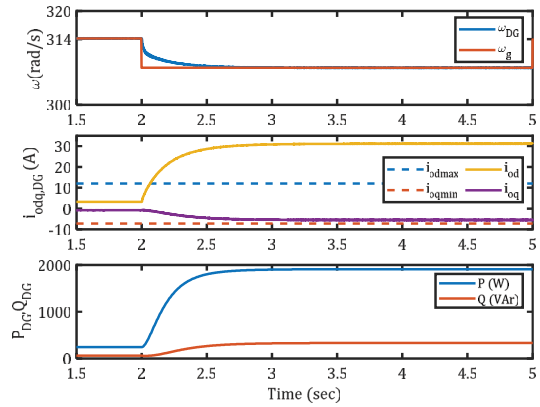 320
314
300
ω(rad/s)
ω_DG
ω_g
1.5 2 2.5 3 3.5 4 4.5 5
30
20
10
0
-10
i_odq,DG (A)
i_odmax i_od
i_oqmin i_oq
1.5 2 2.5 3 3.5 4 4.5 5
2000
1000
0
P_DG,Q_DG
P (W)
Q (VAr)
1.5 2 2.5 3 3.5 4 4.5 5
Time (sec)